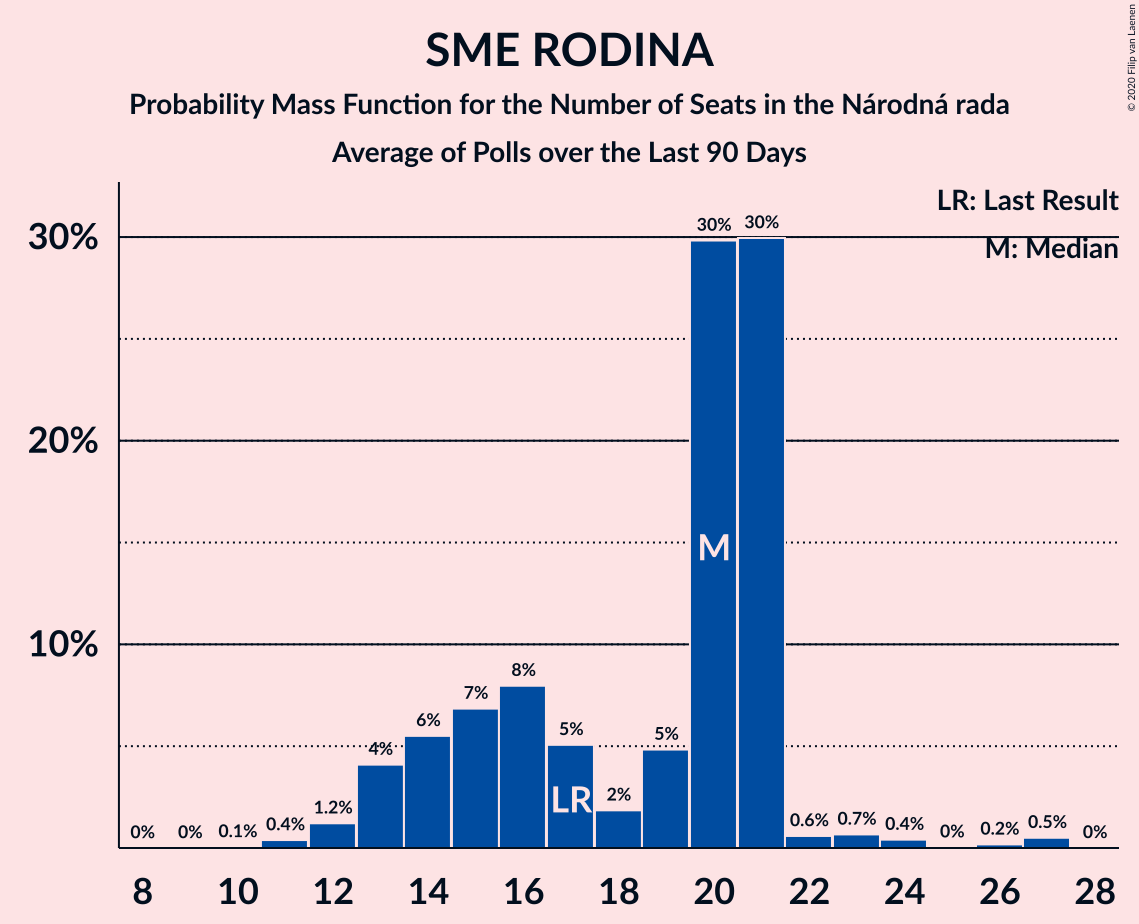 SME RODINA
Probability Mass Function for the Number of Seats in the Národná rada
Average of Polls over the Last 90 Days
© 2020 Filip van Laenen
LR: Last Result
M: Median
30%
20%
10%
0%
0%
0.1%
0.4%
1.2%
4%
6%
7%
8%
5%
2%
5%
30%
30%
0.6%
0.7%
0.4%
0%
0.2%
0.5%
0%
M
LR
8 10 12 14 16 18 20 22 24 26 28